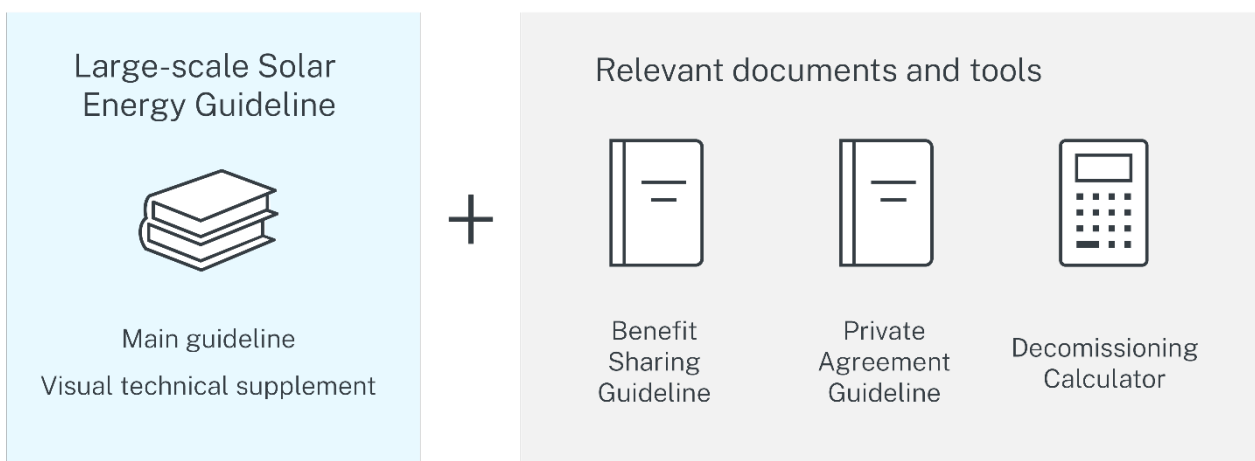 Large-scale Solar
Energy Guideline
Main guideline
Visual technical supplement
+
Relevant documents and tools
Benefit
Sharing
Guideline
Private
Agreement
Guideline
Decomissioning
Calculator